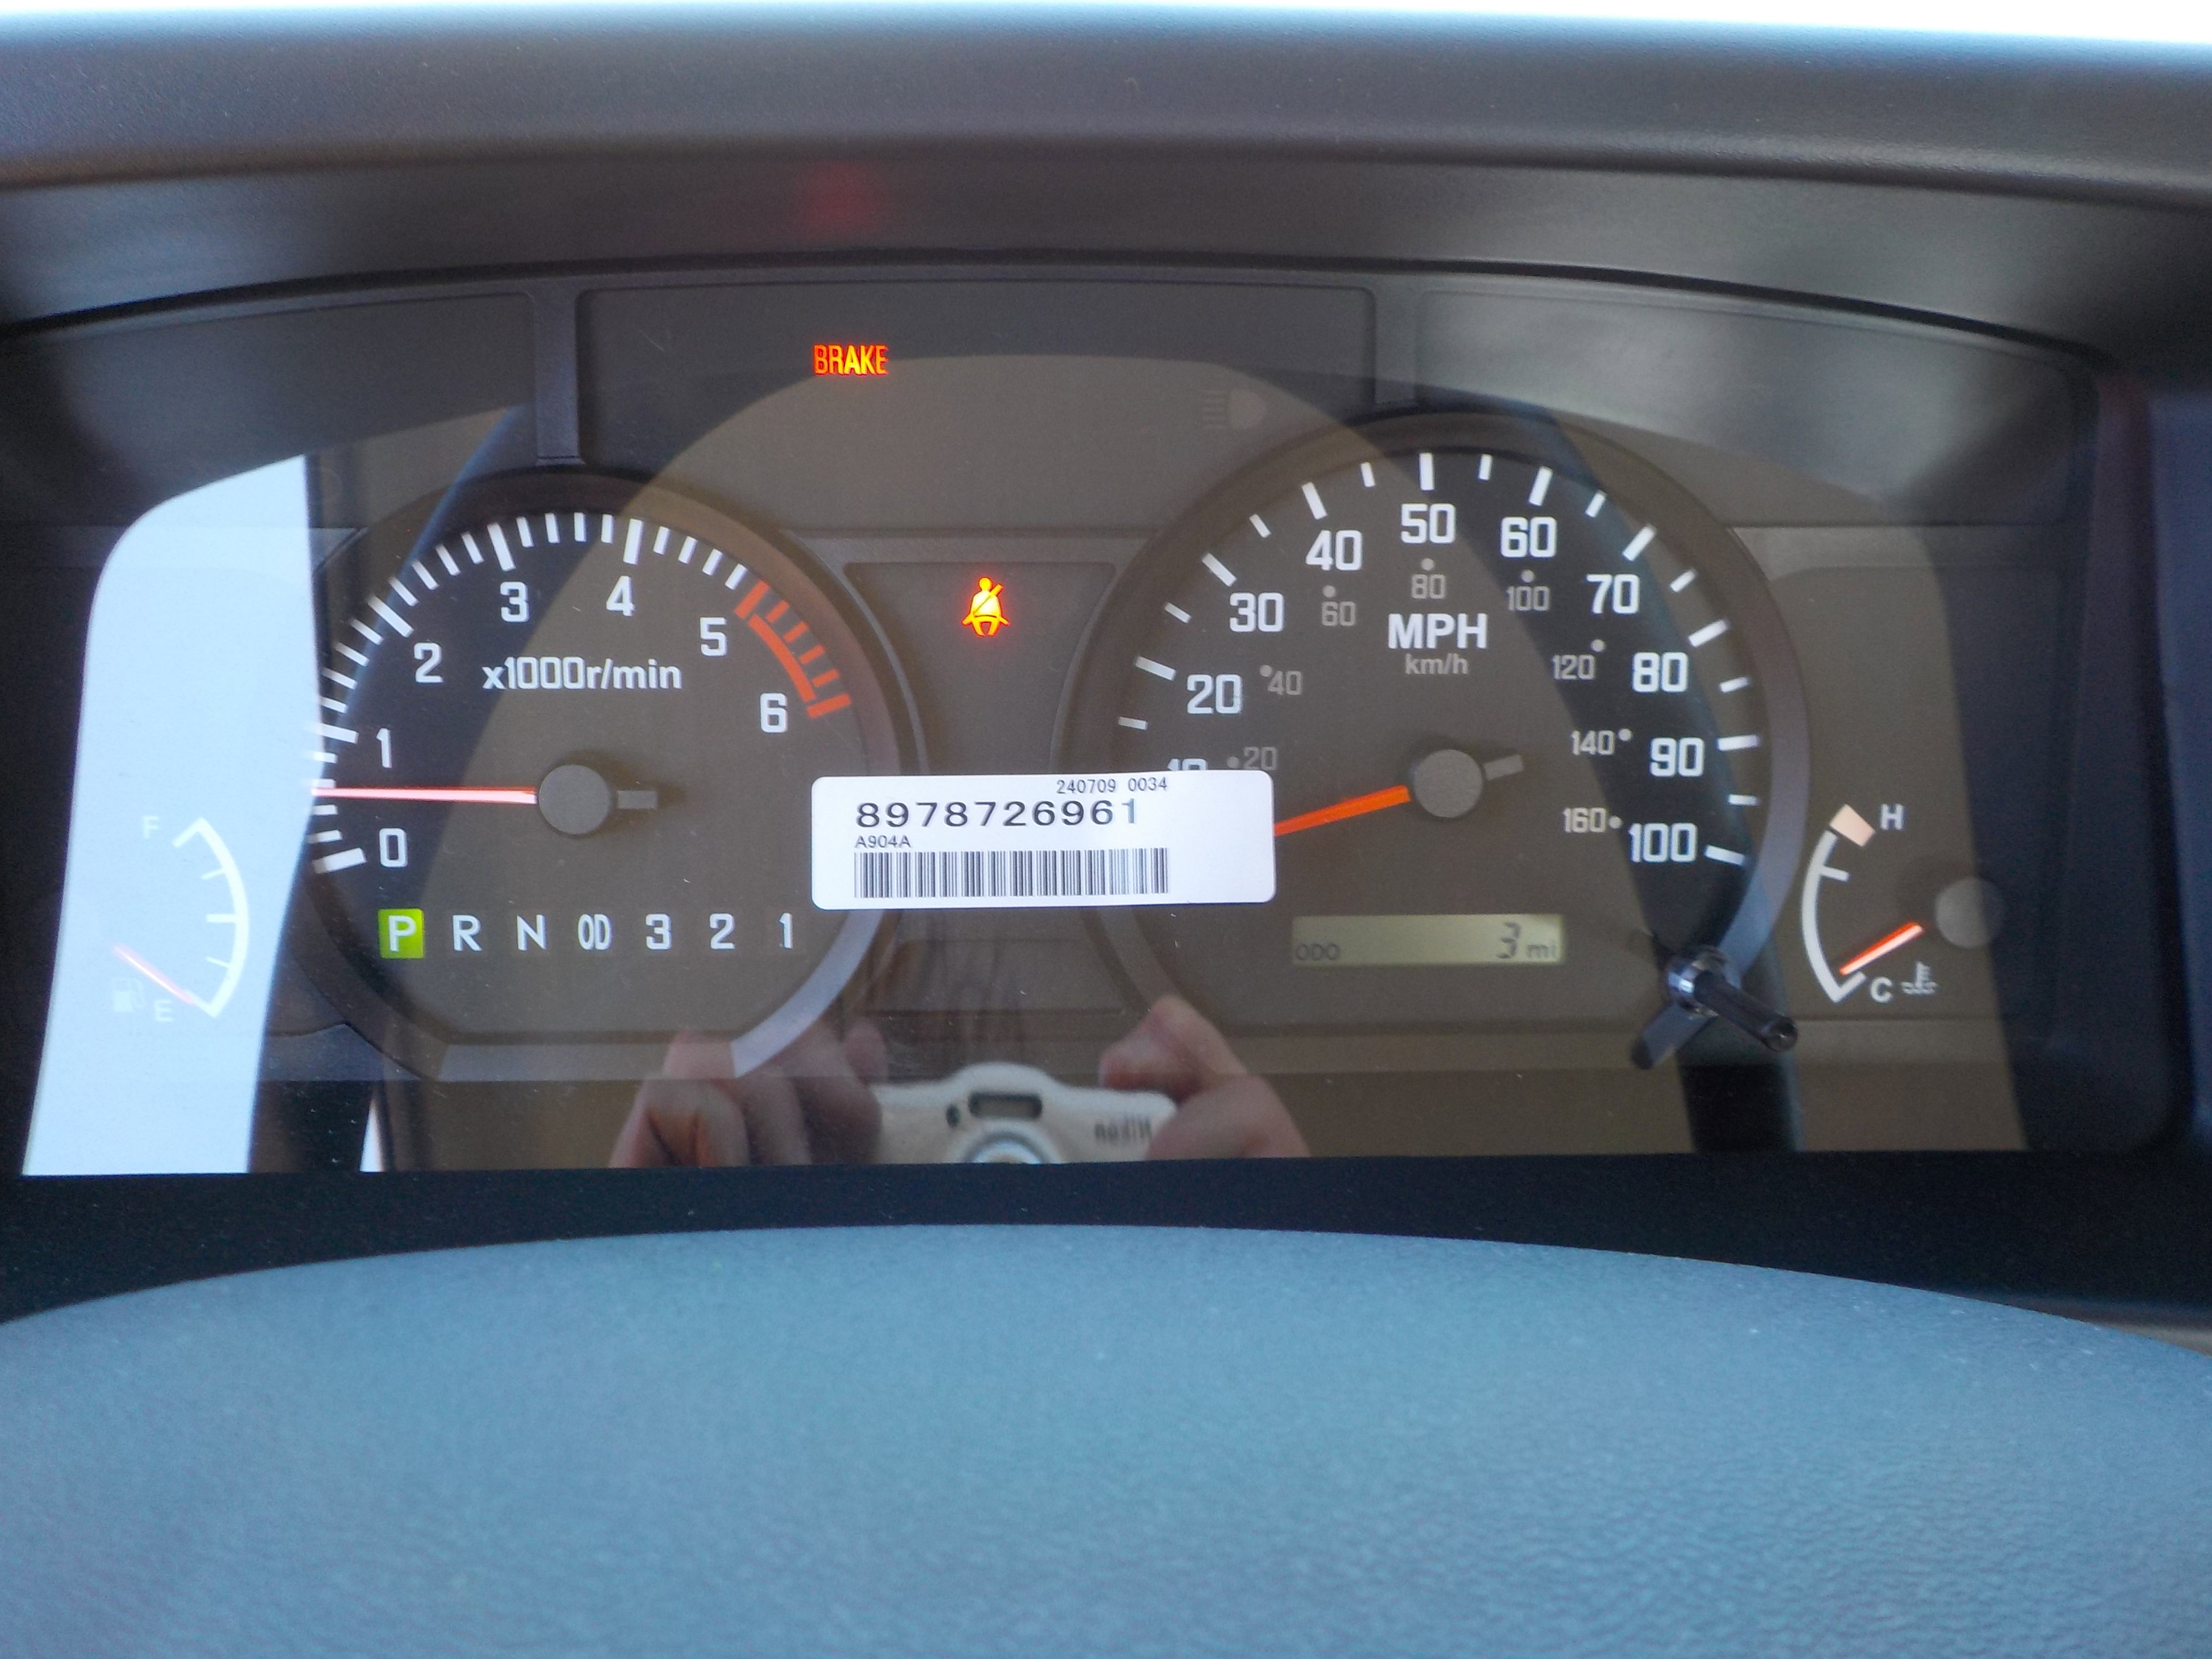 BRAKE
0 1 2 3 4 5 6
x1000r/min
P R N OD 3 2 1
F
E
240709 0034
8978726961
A904A
10 20 30 40 50 60 70 80 90 100
20 40 60 80 100 120 140 160
MPH
km/h
ODO 3 mi
H
C